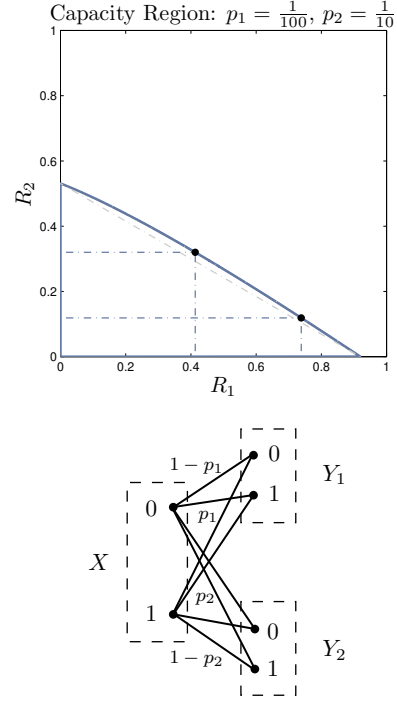 Capacity Region: p₁ = 1/100, p₂ = 1/10
1
0.8
0.6
0.4
0.2
0
R₂
0 0.2 0.4 0.6 0.8 1
R₁
0
1 − p₁
Y₁
1
0
p₁
X
p₂
1
0
1 − p₂
Y₂
1